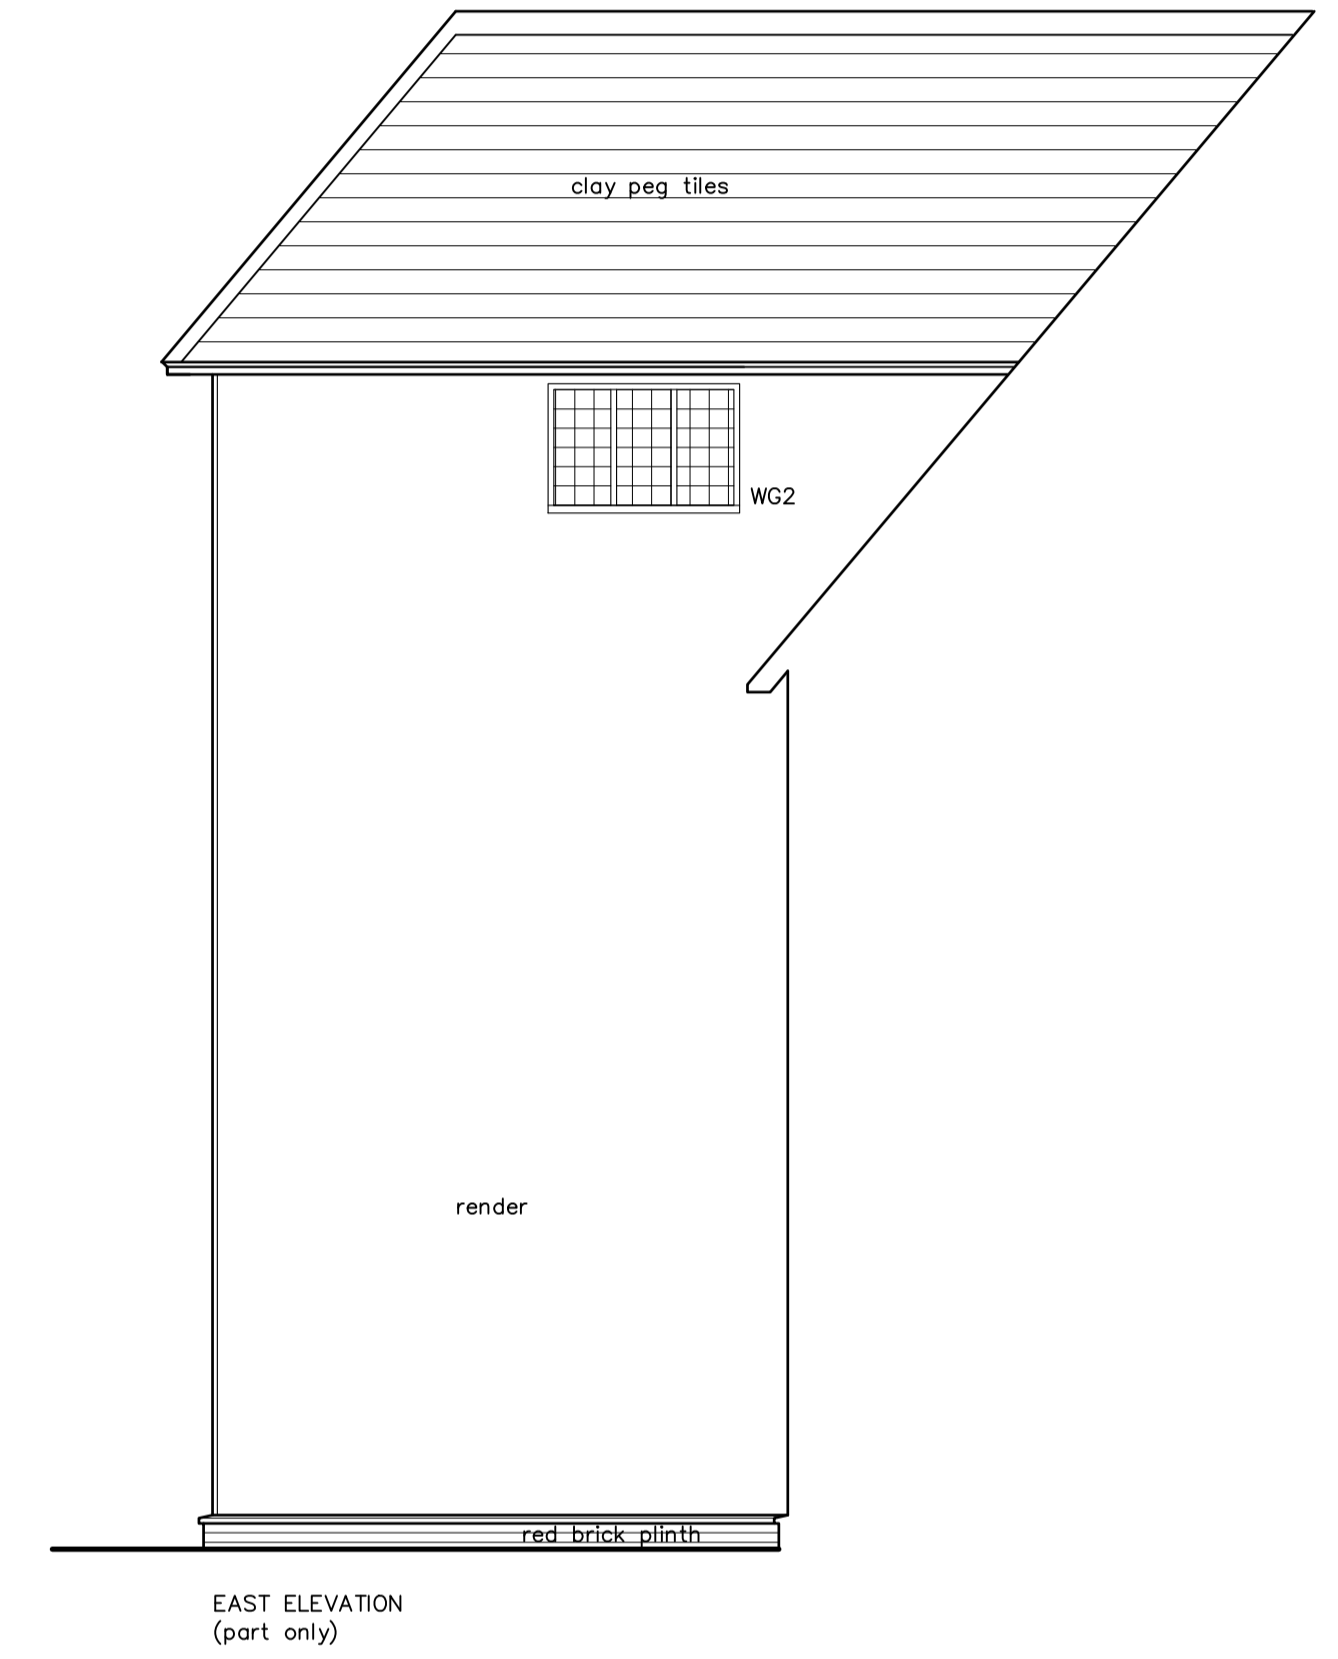 clay peg tiles
WG2
render
red brick plinth
EAST ELEVATION
(part only)